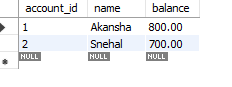 account_id name balance
1 Akansha 800.00
2 Snehal 700.00
NULL NULL NULL